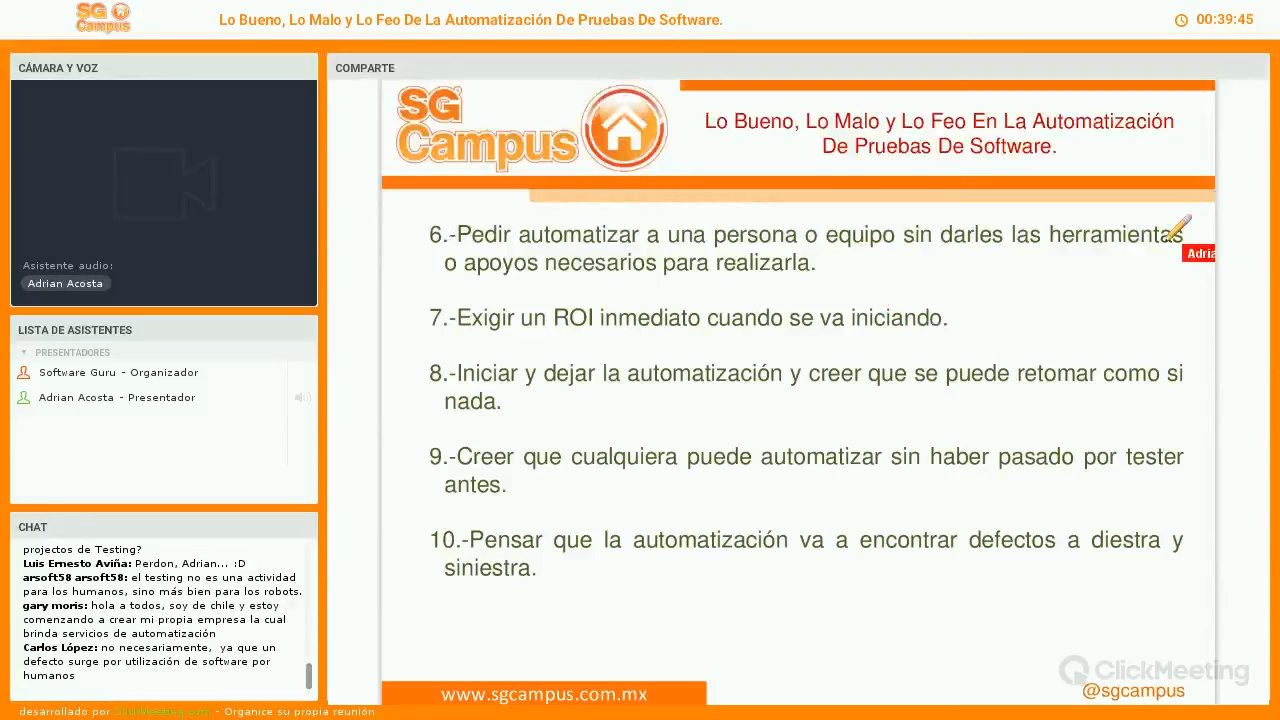 SG Campus
Lo Bueno, Lo Malo y Lo Feo De La Automatización De Pruebas De Software.
00:39:45
CÁMARA Y VOZ
Asistente audio:
Adrian Acosta
LISTA DE ASISTENTES
PRESENTADORES
Software Guru - Organizador
Adrian Acosta - Presentador
CHAT
projectos de Testing?
Luis Ernesto Aviña: Perdon, Adrian... :D
arsoft58 arsoft58: el testing no es una actividad
para los humanos, sino más bien para los robots.
gary moris: hola a todos, soy de chile y estoy
comenzando a crear mi propia empresa la cual
brinda servicios de automatización
Carlos López: no necesariamente, ya que un
defecto surge por utilización de software por
humanos
COMPARTE
SG
Campus
Lo Bueno, Lo Malo y Lo Feo En La Automatización
De Pruebas De Software.
6.-Pedir automatizar a una persona o equipo sin darles las herramientas
o apoyos necesarios para realizarla.
Adria
7.-Exigir un ROI inmediato cuando se va iniciando.
8.-Iniciar y dejar la automatización y creer que se puede retomar como si
nada.
9.-Creer que cualquiera puede automatizar sin haber pasado por tester
antes.
10.-Pensar que la automatización va a encontrar defectos a diestra y
siniestra.
ClickMeeting
www.sgcampus.com.mx
@sgcampus
desarrollado por ClickMeeting.com - Organice su propia reunión